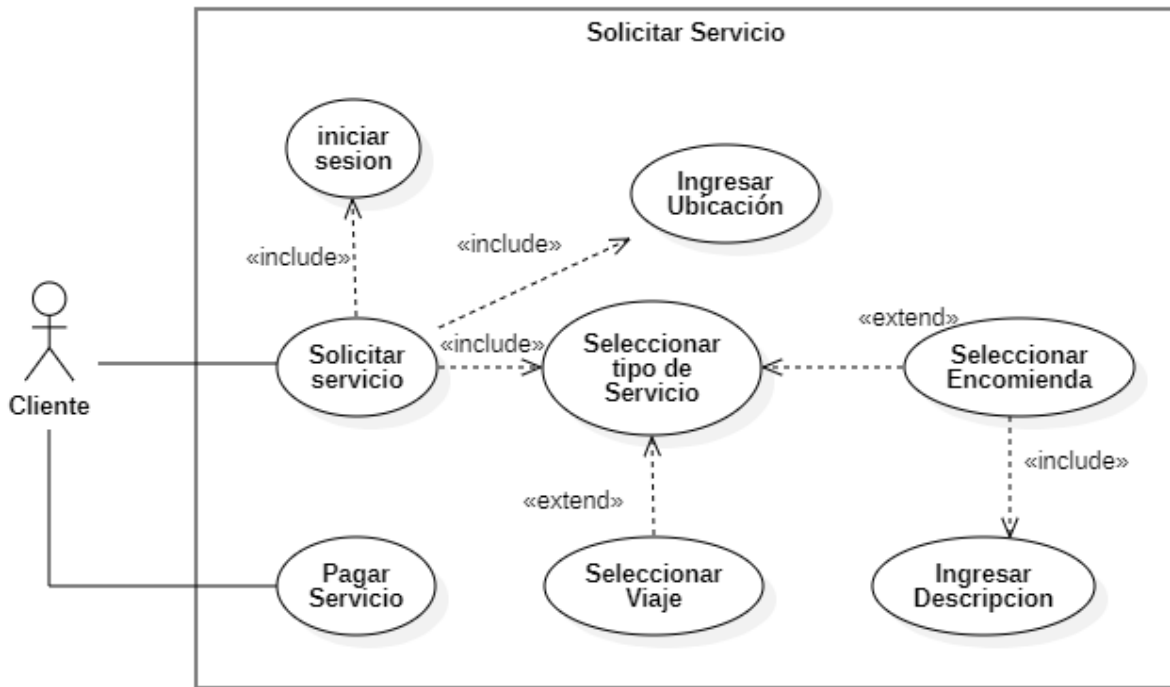 Solicitar Servicio
iniciar
sesion
Ingresar
Ubicación
«include»
«include»
«extend»
Solicitar
servicio
«include»
Seleccionar
tipo de
Servicio
Seleccionar
Encomienda
Cliente
«include»
«extend»
Pagar
Servicio
Seleccionar
Viaje
Ingresar
Descripcion